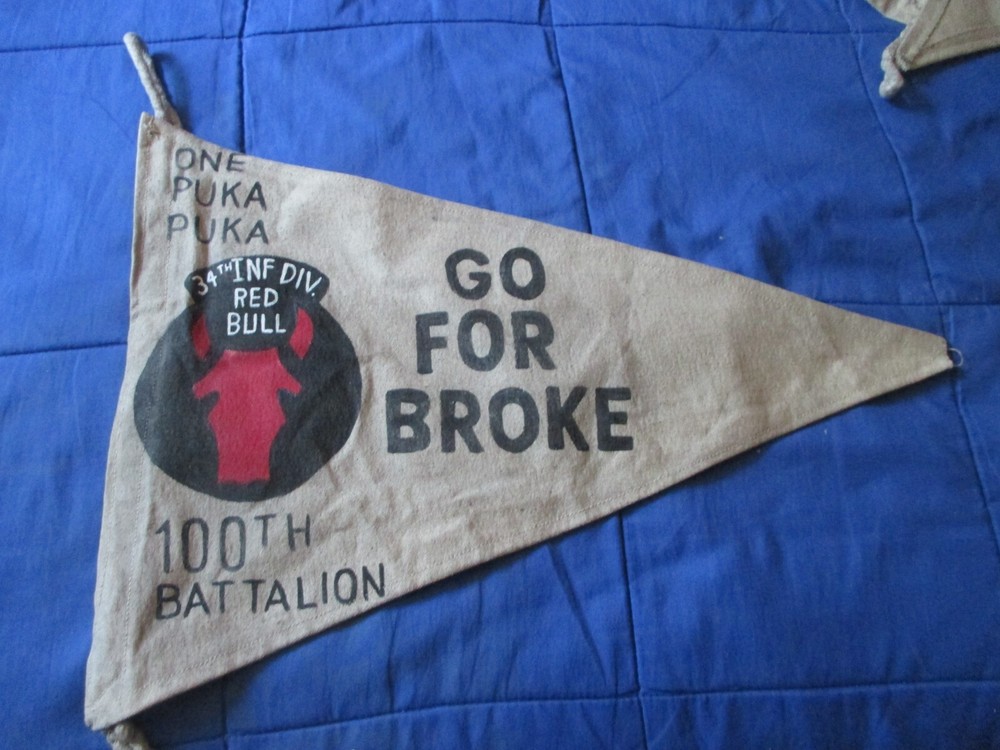 ONE
PUKA
PUKA
34TH INF DIV.
RED
BULL
GO
FOR
BROKE
100TH
BATTALION